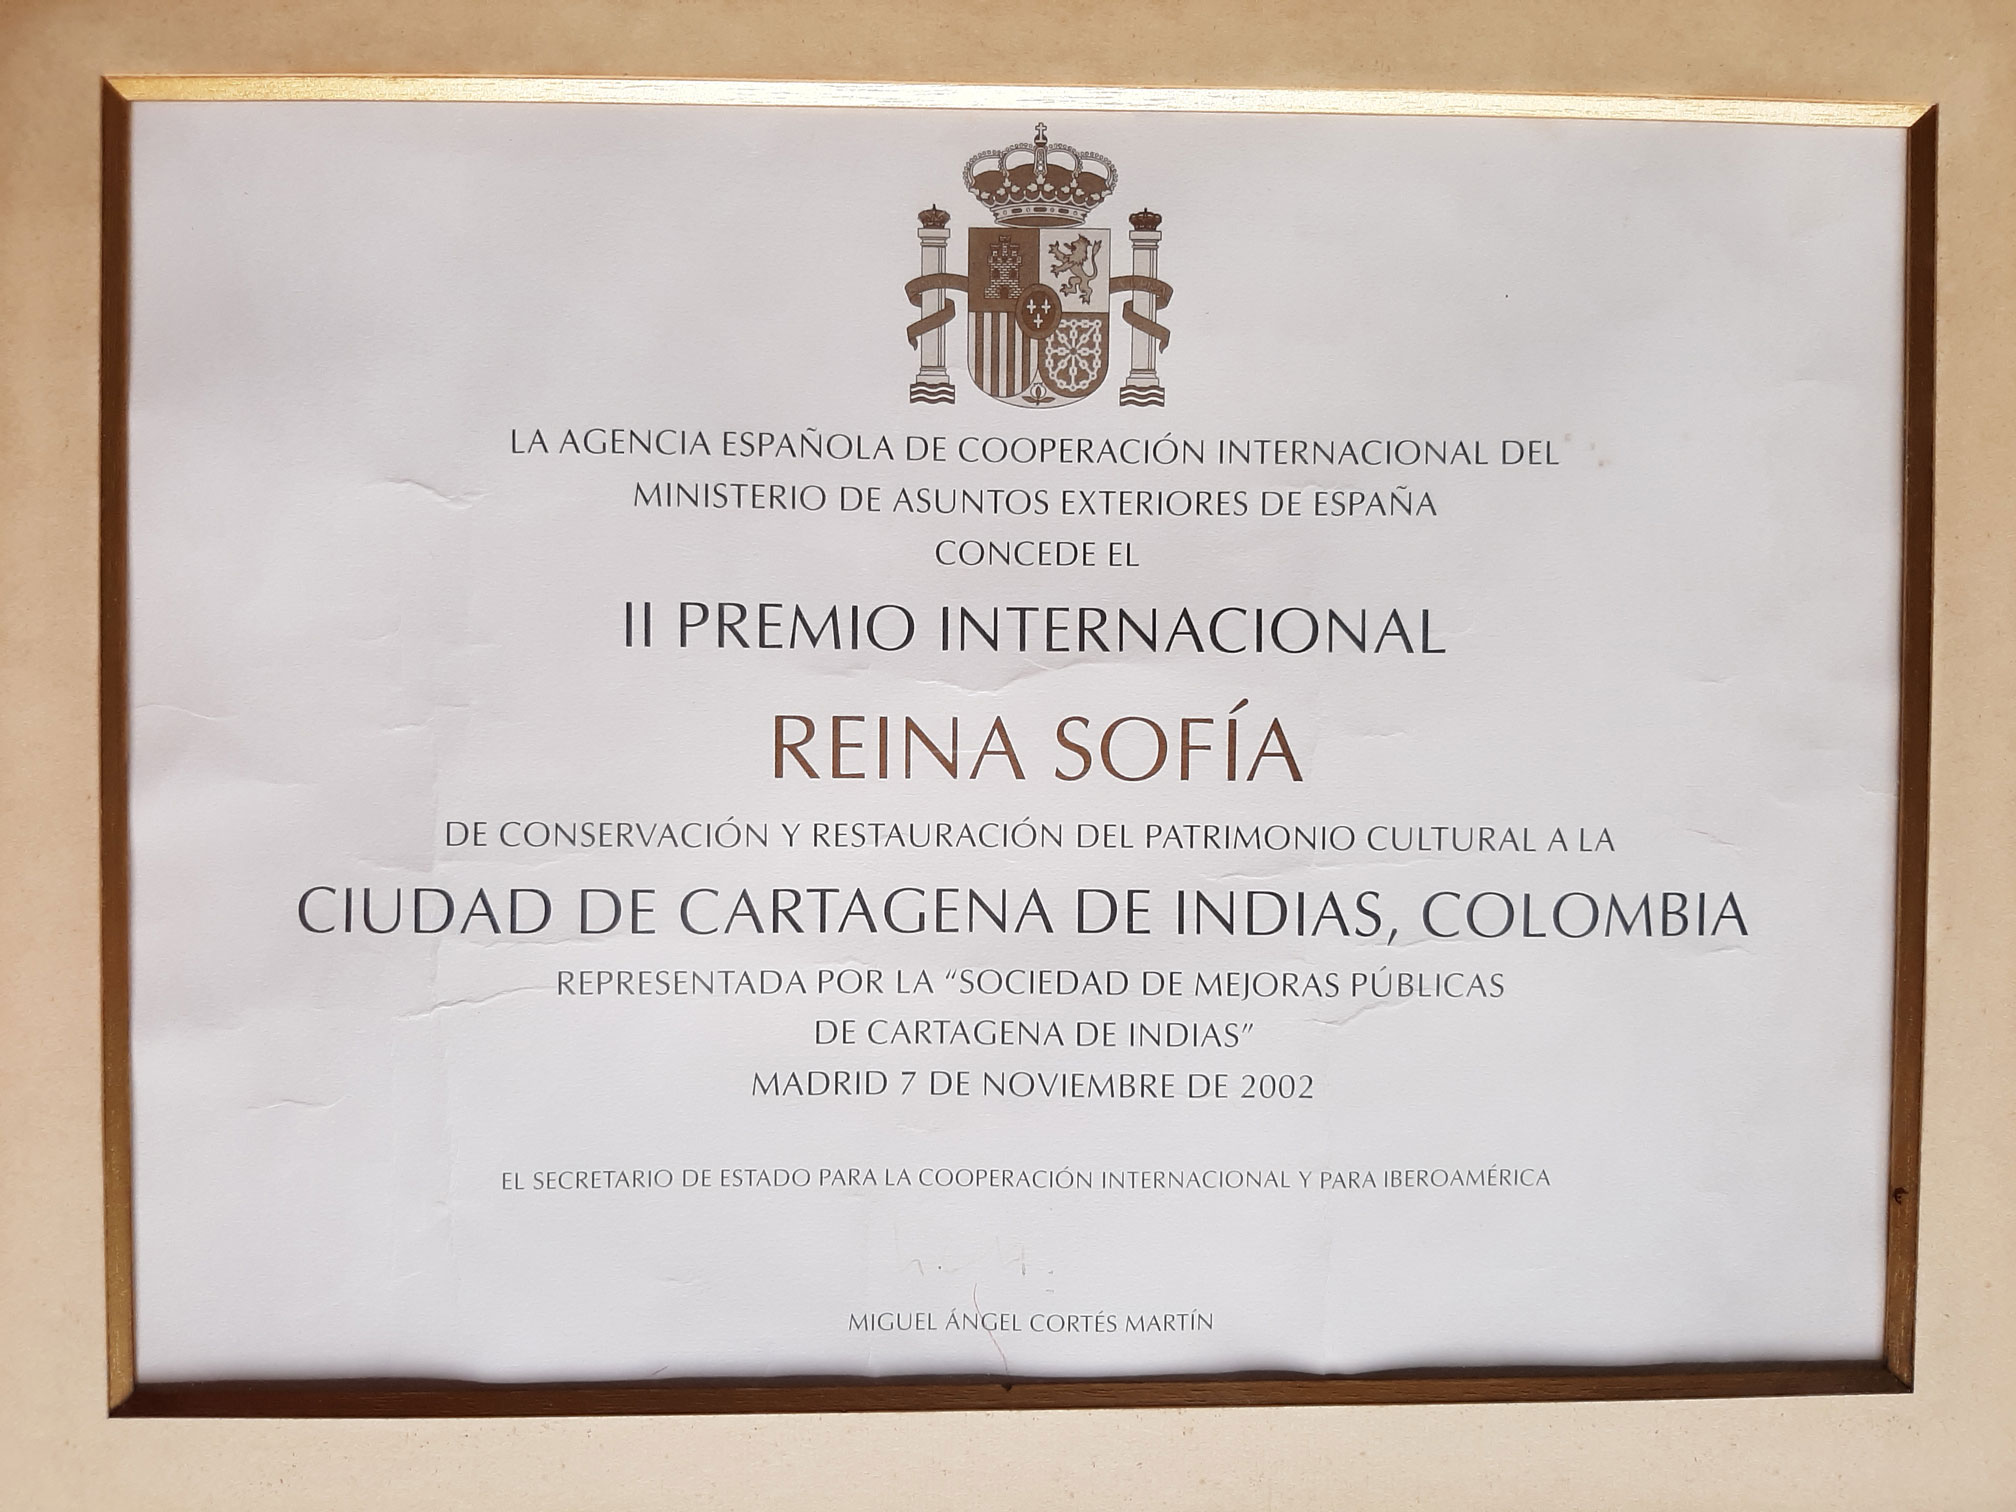 LA AGENCIA ESPAÑOLA DE COOPERACIÓN INTERNACIONAL DEL
MINISTERIO DE ASUNTOS EXTERIORES DE ESPAÑA
CONCEDE EL
II PREMIO INTERNACIONAL
REINA SOFÍA
DE CONSERVACIÓN Y RESTAURACIÓN DEL PATRIMONIO CULTURAL A LA
CIUDAD DE CARTAGENA DE INDIAS, COLOMBIA
REPRESENTADA POR LA “SOCIEDAD DE MEJORAS PÚBLICAS
DE CARTAGENA DE INDIAS”
MADRID 7 DE NOVIEMBRE DE 2002
EL SECRETARIO DE ESTADO PARA LA COOPERACIÓN INTERNACIONAL Y PARA IBEROAMÉRICA
MIGUEL ÁNGEL CORTÉS MARTÍN